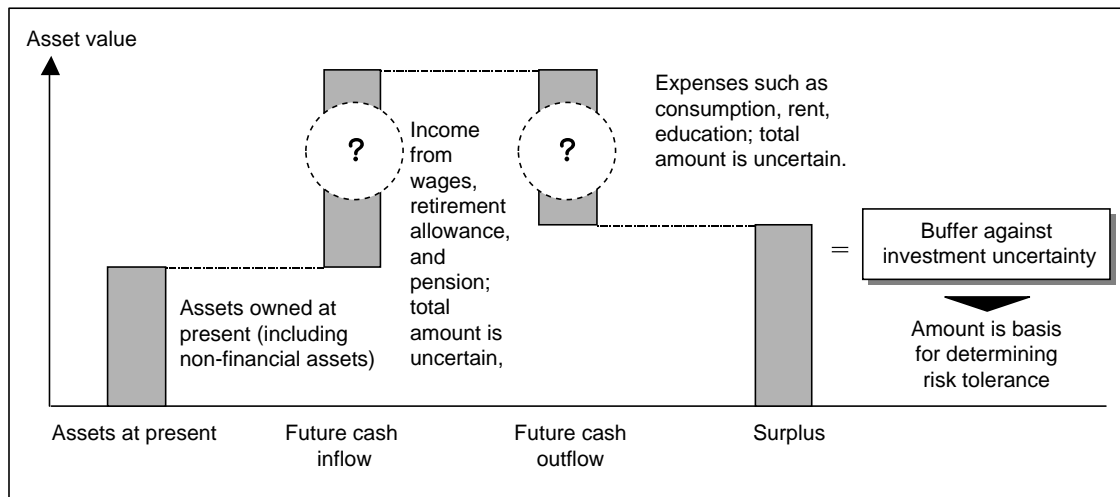 Asset value
?
Income
from
wages,
retirement
allowance,
and
pension;
total
amount is
uncertain,
?
Expenses such as
consumption, rent,
education; total
amount is uncertain.
Assets owned at
present (including
non-financial assets)
=
Buffer against
investment uncertainty
Amount is basis
for determining
risk tolerance
Assets at present
Future cash
inflow
Future cash
outflow
Surplus